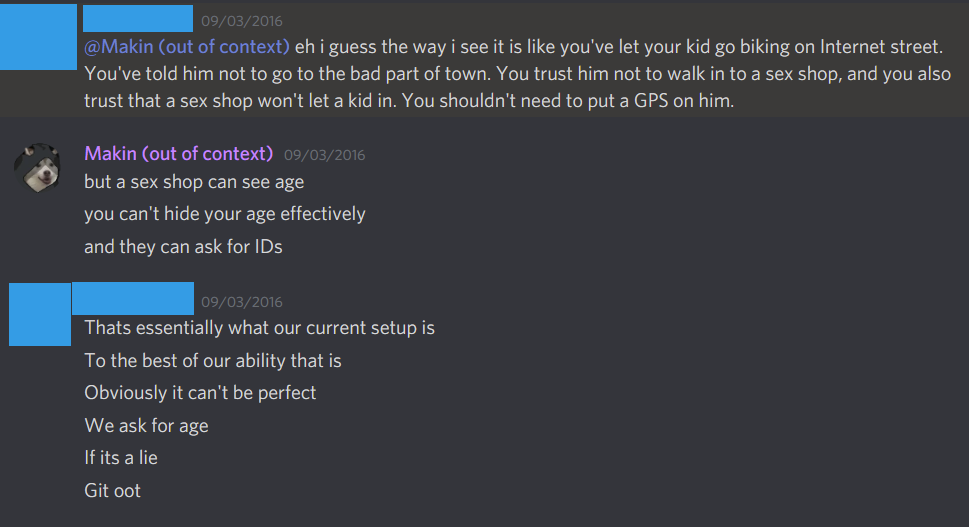 09/03/2016
@Makin (out of context) eh i guess the way i see it is like you've let your kid go biking on Internet street.
You've told him not to go to the bad part of town. You trust him not to walk in to a sex shop, and you also
trust that a sex shop won't let a kid in. You shouldn't need to put a GPS on him.
Makin (out of context) 09/03/2016
but a sex shop can see age
you can't hide your age effectively
and they can ask for IDs
09/03/2016
Thats essentially what our current setup is
To the best of our ability that is
Obviously it can't be perfect
We ask for age
If its a lie
Git oot